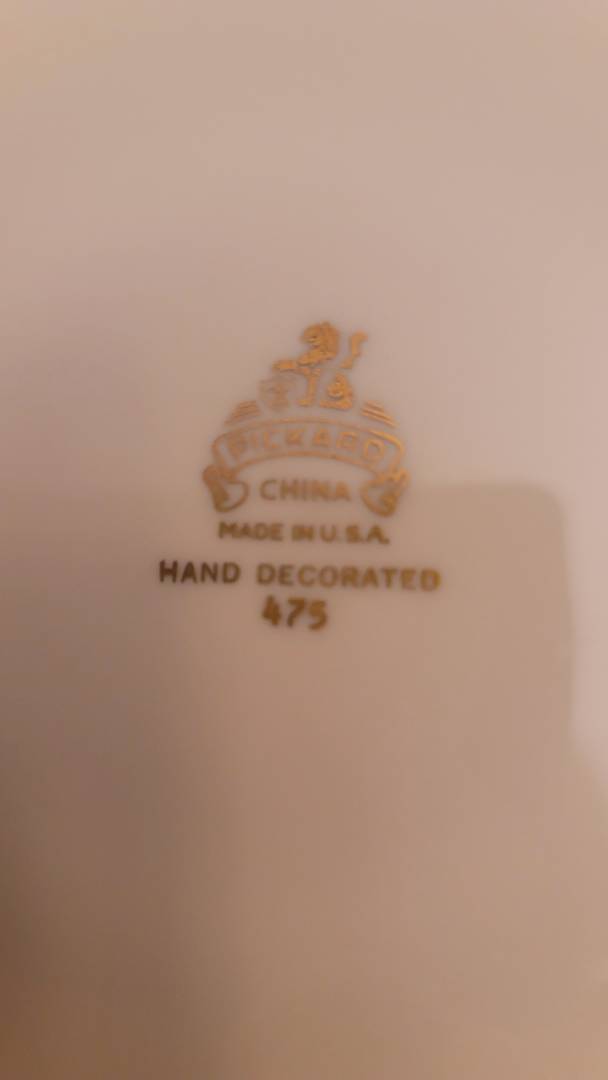 PICKARD
CHINA
MADE IN U.S.A.
HAND DECORATED
475